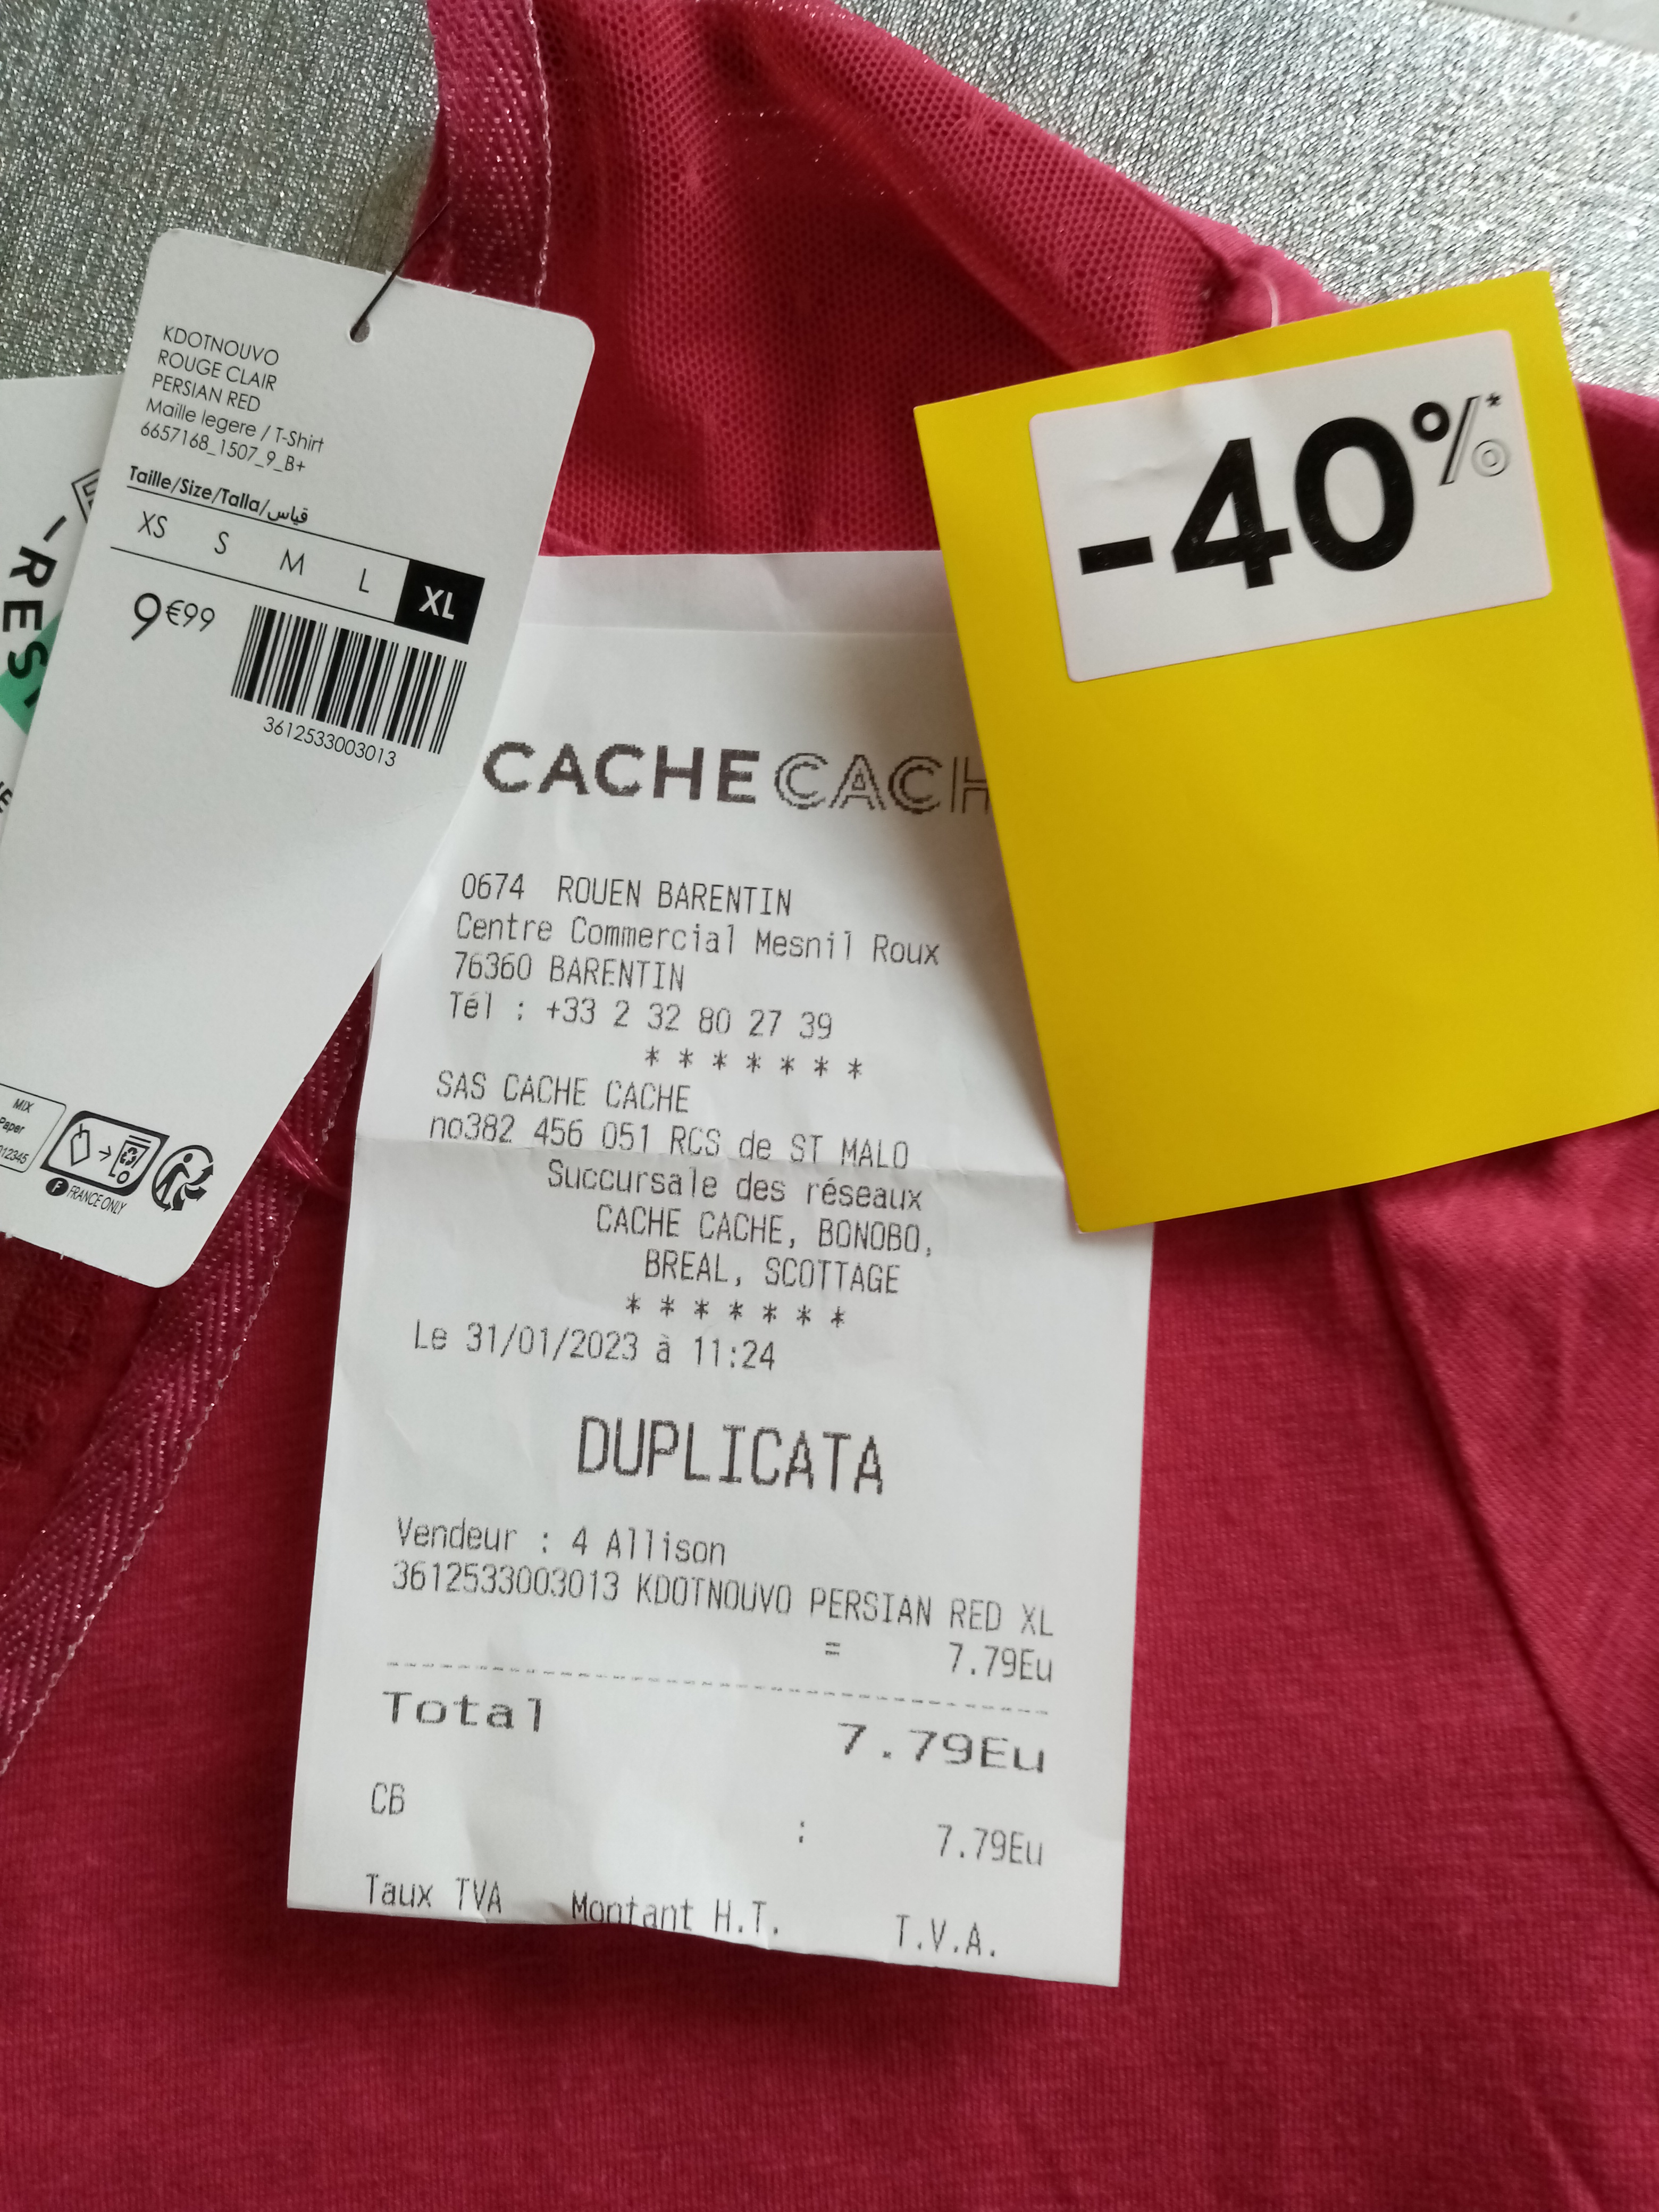 KDOTNOUVO
ROUGE CLAIR
PERSIAN RED
Maille legere / T-Shirt
6657168_1507_9_B+
Taille/Size/Talla/قياس
XS S M L XL
9€99
3612533003013
MIX
Paper
FRANCE ONLY
-40%*
CACHE CACH
0674 ROUEN BARENTIN
Centre Commercial Mesnil Roux
76360 BARENTIN
Tél : +33 2 32 80 27 39
* * * * * * *
SAS CACHE CACHE
no382 456 051 RCS de ST MALO
Succursale des réseaux
CACHE CACHE, BONOBO,
BREAL, SCOTTAGE
* * * * * * *
Le 31/01/2023 à 11:24
DUPLICATA
Vendeur : 4 Allison
3612533003013 KDOTNOUVO PERSIAN RED XL
= 7.79Eu
Total 7.79Eu
CB : 7.79Eu
Taux TVA Montant H.T. T.V.A.